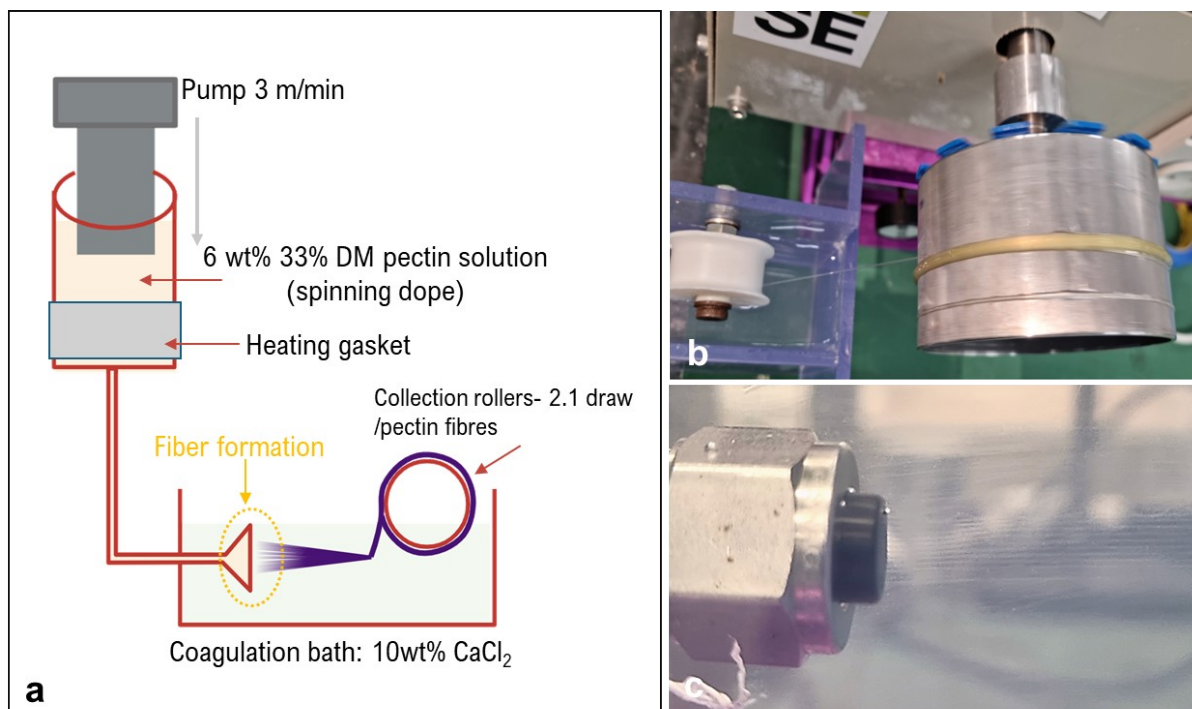 Pump 3 m/min
6 wt% 33% DM pectin solution
(spinning dope)
Heating gasket
Collection rollers- 2.1 draw
/pectin fibres
Fiber formation
Coagulation bath: 10wt% CaCl₂
a
SE
b
c